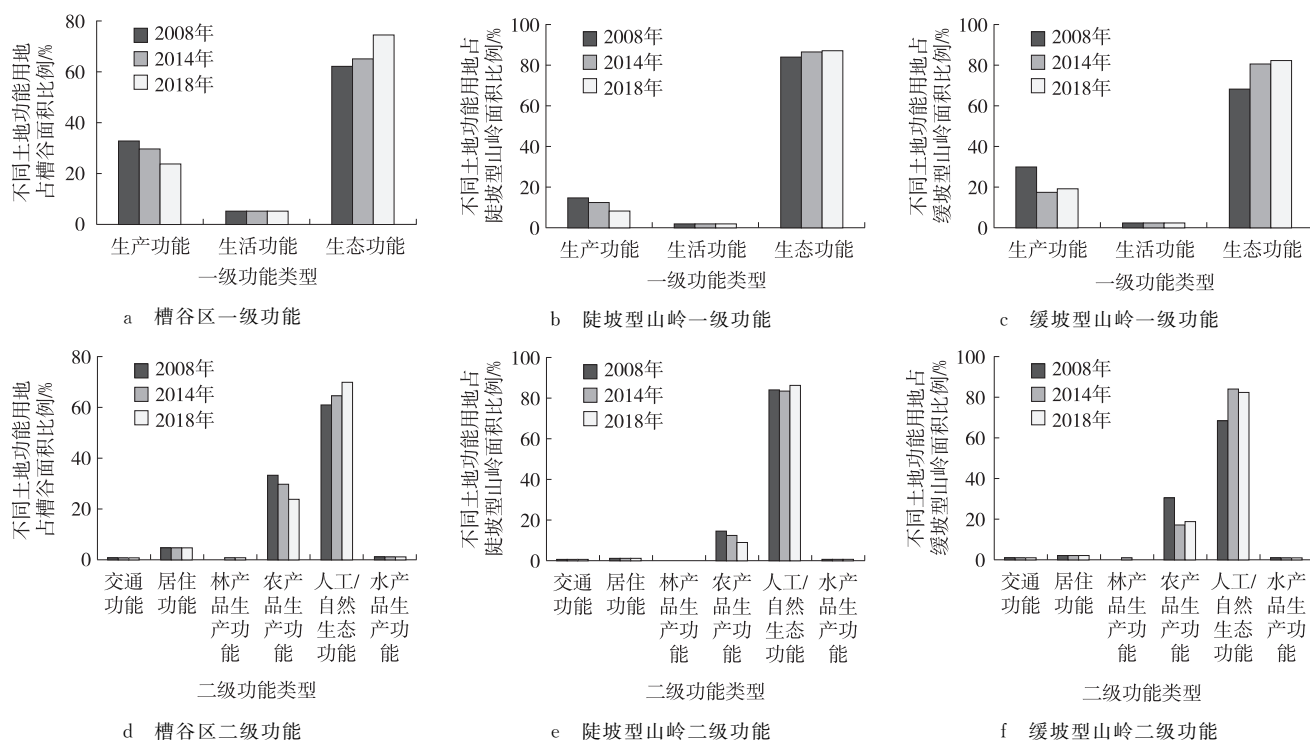 不同土地功能用地
占槽谷面积比例/%
80
60
40
20
0
2008年
2014年
2018年
生产功能 生活功能 生态功能
一级功能类型
a 槽谷区一级功能
不同土地功能用地占
陡坡型山岭面积比例/%
100
80
60
40
20
0
2008年
2014年
2018年
生产功能 生活功能 生态功能
一级功能类型
b 陡坡型山岭一级功能
不同土地功能用地占
缓坡型山岭面积比例/%
100
80
60
40
20
0
2008年
2014年
2018年
生产功能 生活功能 生态功能
一级功能类型
c 缓坡型山岭一级功能
不同土地功能用地
占槽谷面积比例/%
80
60
40
20
0
2008年
2014年
2018年
交通 居住 林产 农产 人工/ 水产
功能 功能 品生 品生 自然 品生
产功 产功 生态 产功
能 能 功能 能
二级功能类型
d 槽谷区二级功能
不同土地功能用地占
陡坡型山岭面积比例/%
100
80
60
40
20
0
2008年
2014年
2018年
交通 居住 林产 农产 人工/ 水产
功能 功能 品生 品生 自然 品生
产功 产功 生态 产功
能 能 功能 能
二级功能类型
e 陡坡型山岭二级功能
不同土地功能用地占
缓坡型山岭面积比例/%
100
80
60
40
20
0
2008年
2014年
2018年
交通 居住 林产 农产 人工/ 水产
功能 功能 品生 品生 自然 品生
产功 产功 生态 产功
能 能 功能 能
二级功能类型
f 缓坡型山岭二级功能